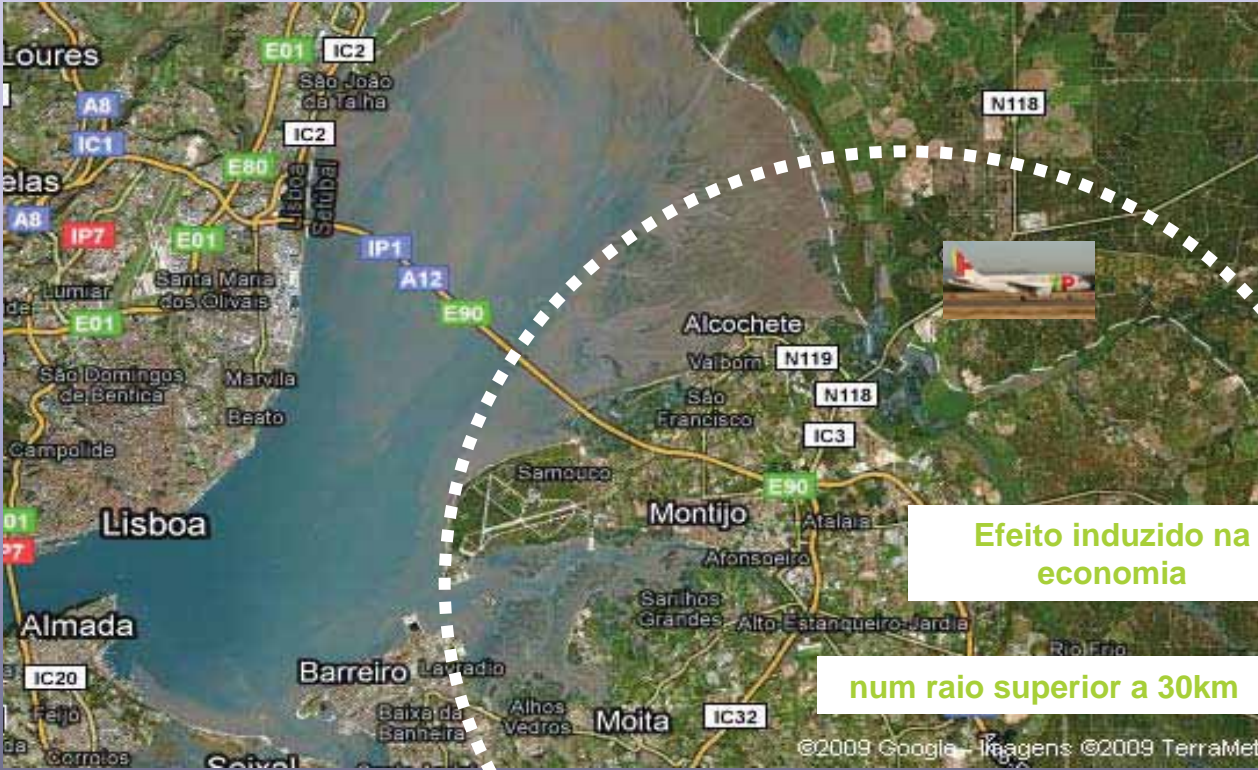 Loures
E01
IC2
São João
da Talha
A8
IC1
IC2
N118
E80
elas
Lisboa
Setúbal
A8
IP7
E01
IP1
A12
Santa Maria
dos Olivais
Lumiar
E01
E90
Alcochete
Valbom
N119
São Domingos
de Benfica
Marvila
São
Francisco
N118
Beato
IC3
Campolide
Samouco
E90
01
Lisboa
Montijo
Atalaia
P7
Efeito induzido na
economia
Afonsoeiro
Sarilhos
Grandes
Alto-Estanqueiro-Jardia
Almada
Rio Frio
Barreiro
Lavradio
IC20
num raio superior a 30km
Feijó
Baixa da
Banheira
Alhos
Vedros
Moita
IC32
da
Corroios
©2009 Google - Imagens ©2009 TerraMet
Seixal